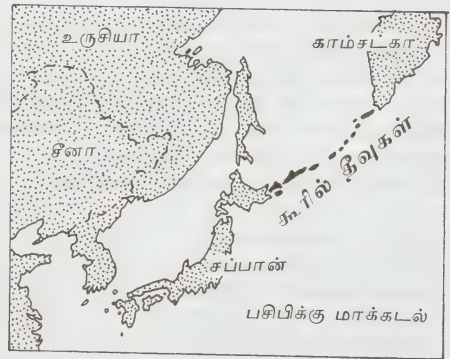 உருசியா
காம்சட்கா
சீனா
கூரில் தீவுகள்
சப்பான்
பசிபிக்கு மாக்கடல்